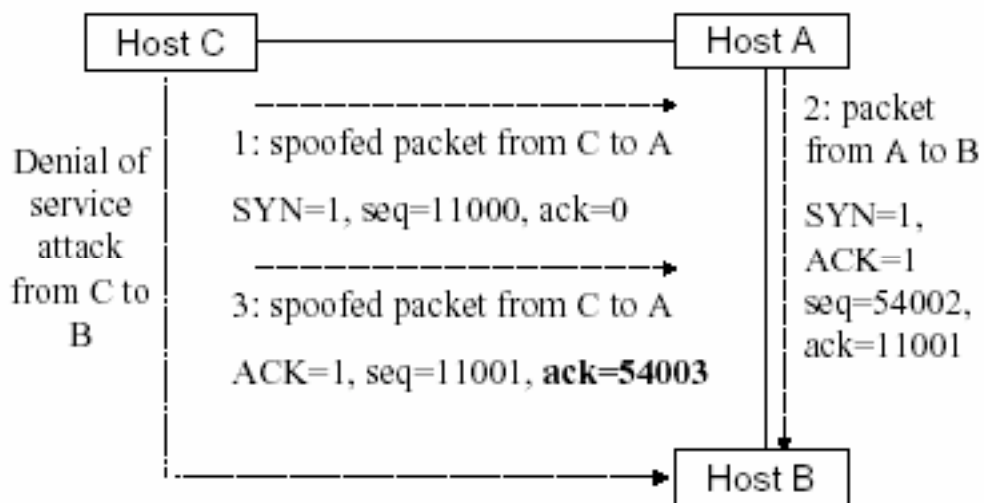 Host C
Host A
Denial of
service
attack
from C to
B
1: spoofed packet from C to A
SYN=1, seq=11000, ack=0
3: spoofed packet from C to A
ACK=1, seq=11001, ack=54003
2: packet
from A to B
SYN=1,
ACK=1
seq=54002,
ack=11001
Host B